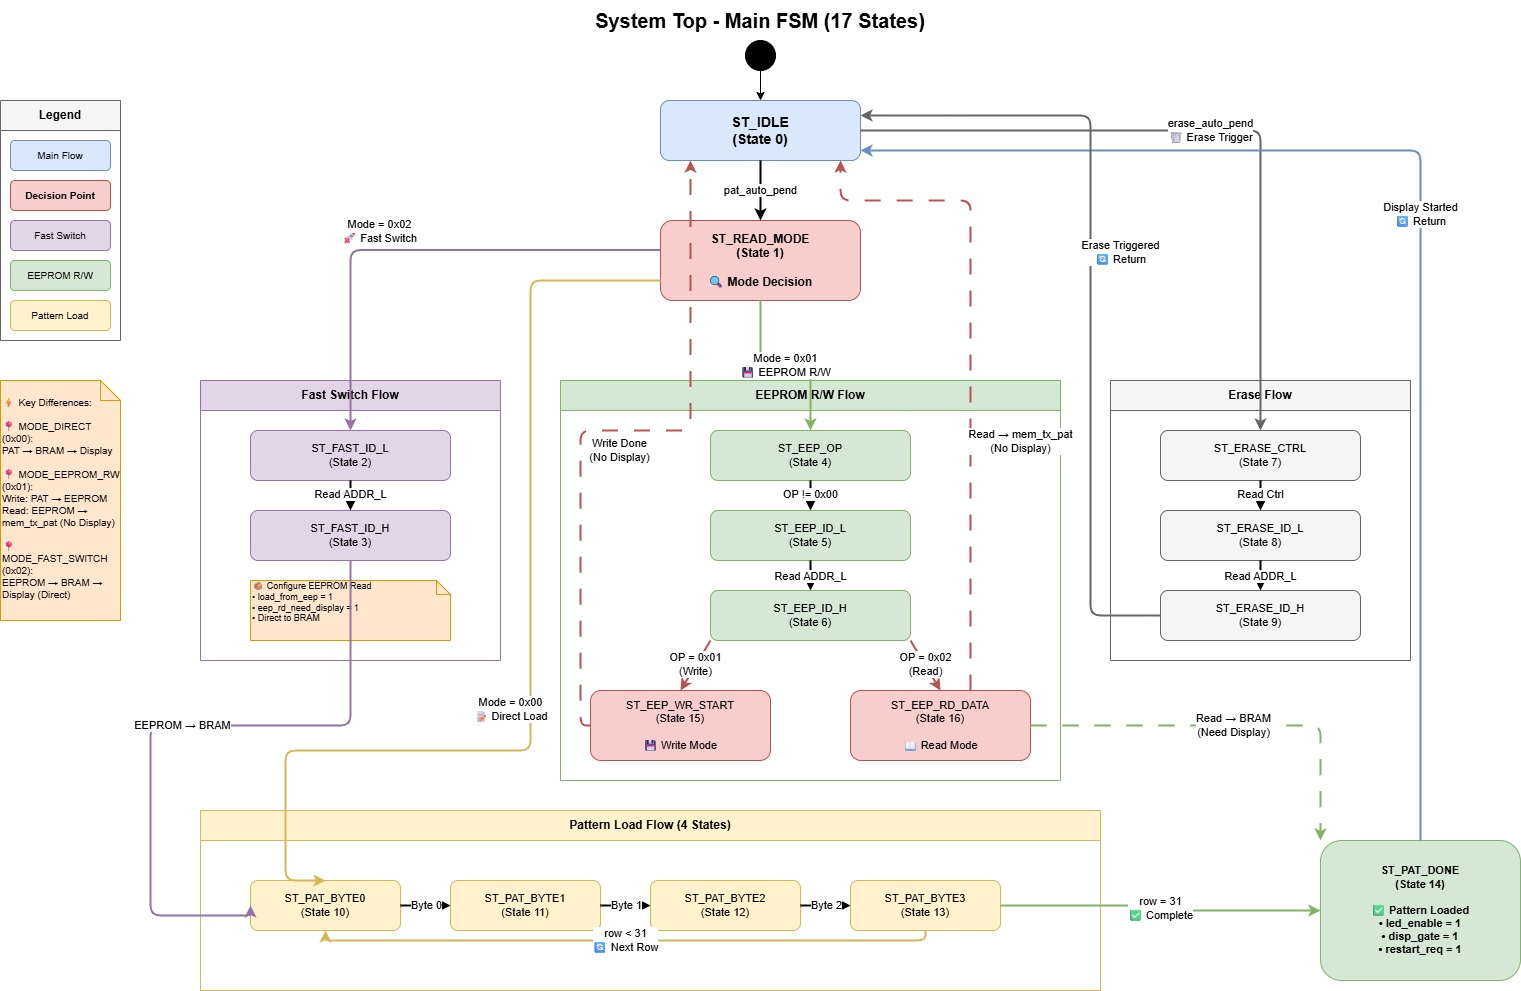 System Top - Main FSM (17 States)
Legend
Main Flow
Decision Point
Fast Switch
EEPROM R/W
Pattern Load
Key Differences:
MODE_DIRECT
(0x00):
PAT → BRAM → Display
MODE_EEPROM_RW
(0x01):
Write: PAT → EEPROM
Read: EEPROM →
mem_tx_pat (No Display)
MODE_FAST_SWITCH
(0x02):
EEPROM → BRAM →
Display (Direct)
ST_IDLE
(State 0)
pat_auto_pend
ST_READ_MODE
(State 1)
🔍 Mode Decision
erase_auto_pend
🗑️ Erase Trigger
Display Started
🔄 Return
Erase Triggered
🔄 Return
Mode = 0x02
🚀 Fast Switch
Mode = 0x01
💾 EEPROM R/W
Fast Switch Flow
ST_FAST_ID_L
(State 2)
Read ADDR_L
ST_FAST_ID_H
(State 3)
📦 Configure EEPROM Read
• load_from_eep = 1
• eep_rd_need_display = 1
• Direct to BRAM
EEPROM → BRAM
Mode = 0x00
📝 Direct Load
EEPROM R/W Flow
Write Done
(No Display)
ST_EEP_OP
(State 4)
OP != 0x00
ST_EEP_ID_L
(State 5)
Read ADDR_L
ST_EEP_ID_H
(State 6)
Read → mem_tx_pat
(No Display)
OP = 0x01
(Write)
OP = 0x02
(Read)
ST_EEP_WR_START
(State 15)
💾 Write Mode
ST_EEP_RD_DATA
(State 16)
📖 Read Mode
Read → BRAM
(Need Display)
Erase Flow
ST_ERASE_CTRL
(State 7)
Read Ctrl
ST_ERASE_ID_L
(State 8)
Read ADDR_L
ST_ERASE_ID_H
(State 9)
Pattern Load Flow (4 States)
ST_PAT_BYTE0
(State 10)
Byte 0
ST_PAT_BYTE1
(State 11)
Byte 1
ST_PAT_BYTE2
(State 12)
Byte 2
ST_PAT_BYTE3
(State 13)
row < 31
🔄 Next Row
row = 31
✅ Complete
ST_PAT_DONE
(State 14)
✅ Pattern Loaded
• led_enable = 1
• disp_gate = 1
• restart_req = 1